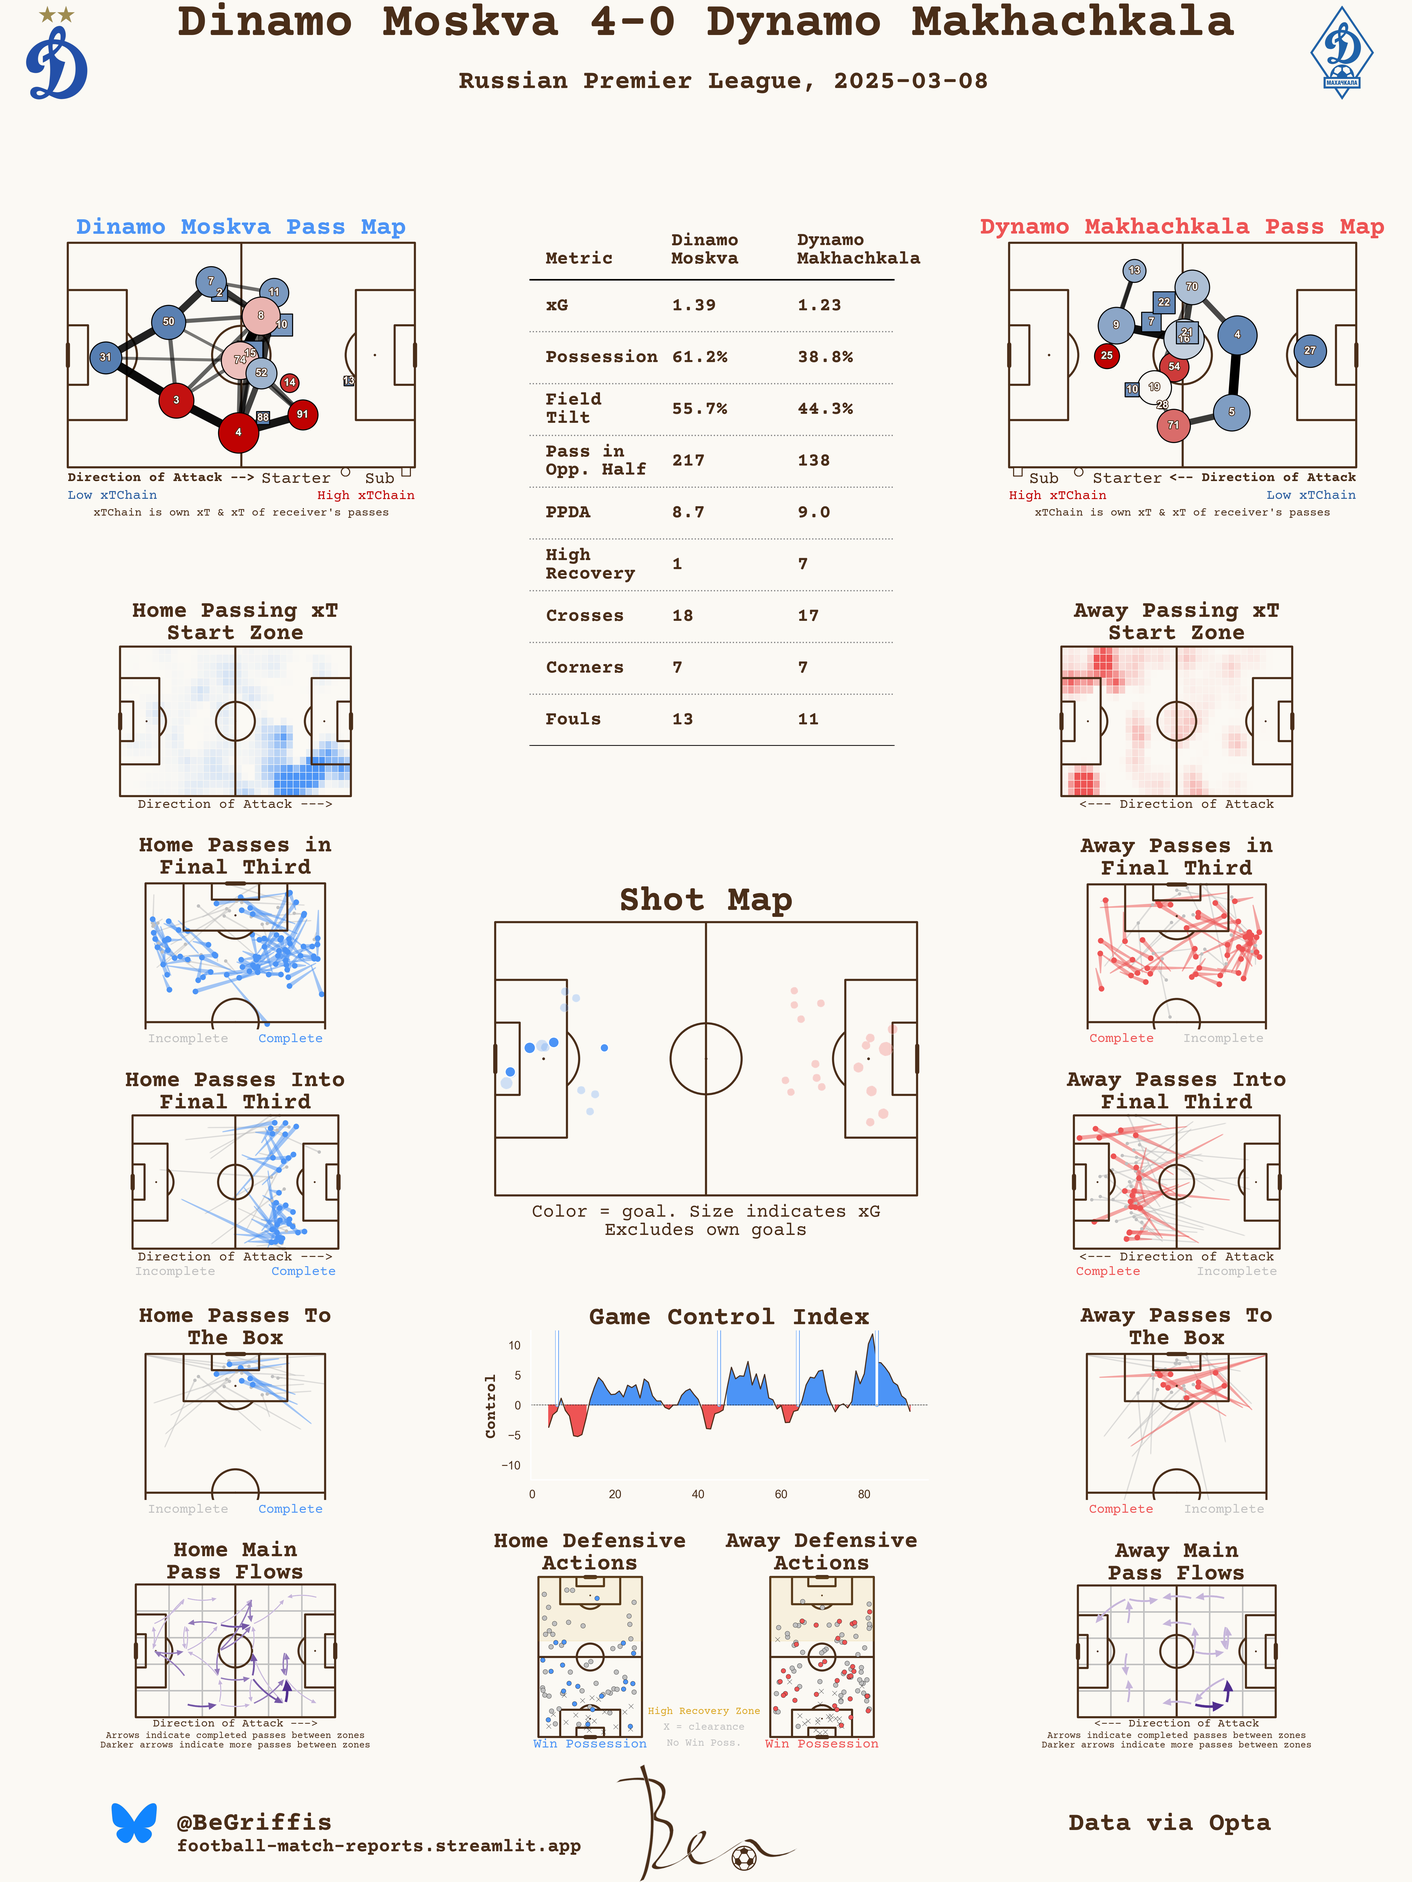 Dinamo Moskva 4-0 Dynamo Makhachkala
Russian Premier League, 2025-03-08
МАХАЧКАЛА
Dinamo Moskva Pass Map
7
2
11
50
8
10
31
74
15
52
14
13
3
91
88
4
Direction of Attack --> Starter Sub
Low xTChain High xTChain
xTChain is own xT & xT of receiver's passes
Metric Dinamo Moskva Dynamo Makhachkala
xG 1.39 1.23
Possession 61.2% 38.8%
Field Tilt 55.7% 44.3%
Pass in Opp. Half 217 138
PPDA 8.7 9.0
High Recovery 1 7
Crosses 18 17
Corners 7 7
Fouls 13 11
Dynamo Makhachkala Pass Map
13
70
22
9
7
21
16
4
27
25
54
10
19
28
5
71
Sub Starter <-- Direction of Attack
High xTChain Low xTChain
xTChain is own xT & xT of receiver's passes
Home Passing xT
Start Zone
Direction of Attack --->
Away Passing xT
Start Zone
<--- Direction of Attack
Home Passes in
Final Third
Incomplete Complete
Away Passes in
Final Third
Complete Incomplete
Shot Map
Color = goal. Size indicates xG
Excludes own goals
Home Passes Into
Final Third
Direction of Attack --->
Incomplete Complete
Away Passes Into
Final Third
<--- Direction of Attack
Complete Incomplete
Home Passes To
The Box
Incomplete Complete
Game Control Index
Control
10
5
0
−5
−10
0 20 40 60 80
Away Passes To
The Box
Complete Incomplete
Home Main
Pass Flows
Direction of Attack --->
Arrows indicate completed passes between zones
Darker arrows indicate more passes between zones
Home Defensive
Actions
Win Possession
Away Defensive
Actions
Win Possession
High Recovery Zone
X = clearance
No Win Poss.
Away Main
Pass Flows
<--- Direction of Attack
Arrows indicate completed passes between zones
Darker arrows indicate more passes between zones
@BeGriffis
football-match-reports.streamlit.app
Ben
Data via Opta